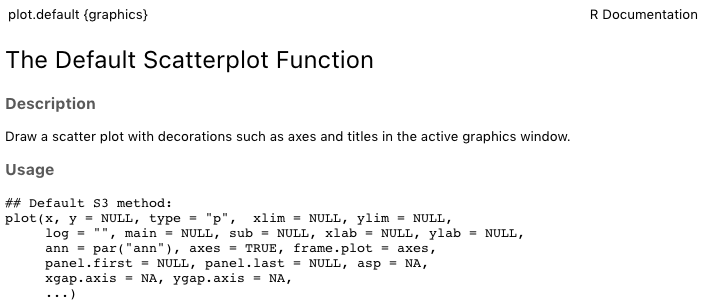 plot.default {graphics} R Documentation
The Default Scatterplot Function
Description
Draw a scatter plot with decorations such as axes and titles in the active graphics window.
Usage
## Default S3 method:
plot(x, y = NULL, type = "p",  xlim = NULL, ylim = NULL,
     log = "", main = NULL, sub = NULL, xlab = NULL, ylab = NULL,
     ann = par("ann"), axes = TRUE, frame.plot = axes,
     panel.first = NULL, panel.last = NULL, asp = NA,
     xgap.axis = NA, ygap.axis = NA,
     ...)